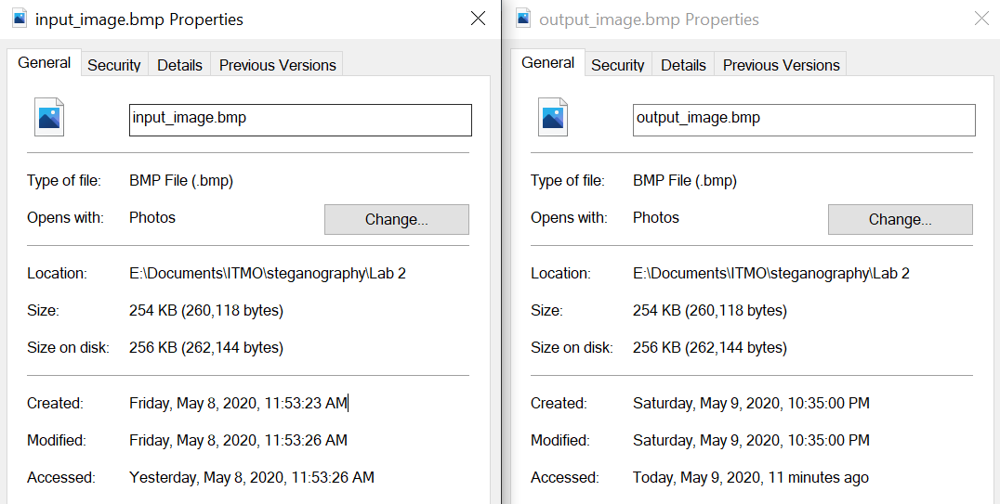 input_image.bmp Properties
General Security Details Previous Versions
input_image.bmp
Type of file: BMP File (.bmp)
Opens with: Photos Change...
Location: E:\Documents\ITMO\steganography\Lab 2
Size: 254 KB (260,118 bytes)
Size on disk: 256 KB (262,144 bytes)
Created: Friday, May 8, 2020, 11:53:23 AM
Modified: Friday, May 8, 2020, 11:53:26 AM
Accessed: Yesterday, May 8, 2020, 11:53:26 AM
output_image.bmp Properties
General Security Details Previous Versions
output_image.bmp
Type of file: BMP File (.bmp)
Opens with: Photos Change...
Location: E:\Documents\ITMO\steganography\Lab 2
Size: 254 KB (260,118 bytes)
Size on disk: 256 KB (262,144 bytes)
Created: Saturday, May 9, 2020, 10:35:00 PM
Modified: Saturday, May 9, 2020, 10:35:00 PM
Accessed: Today, May 9, 2020, 11 minutes ago